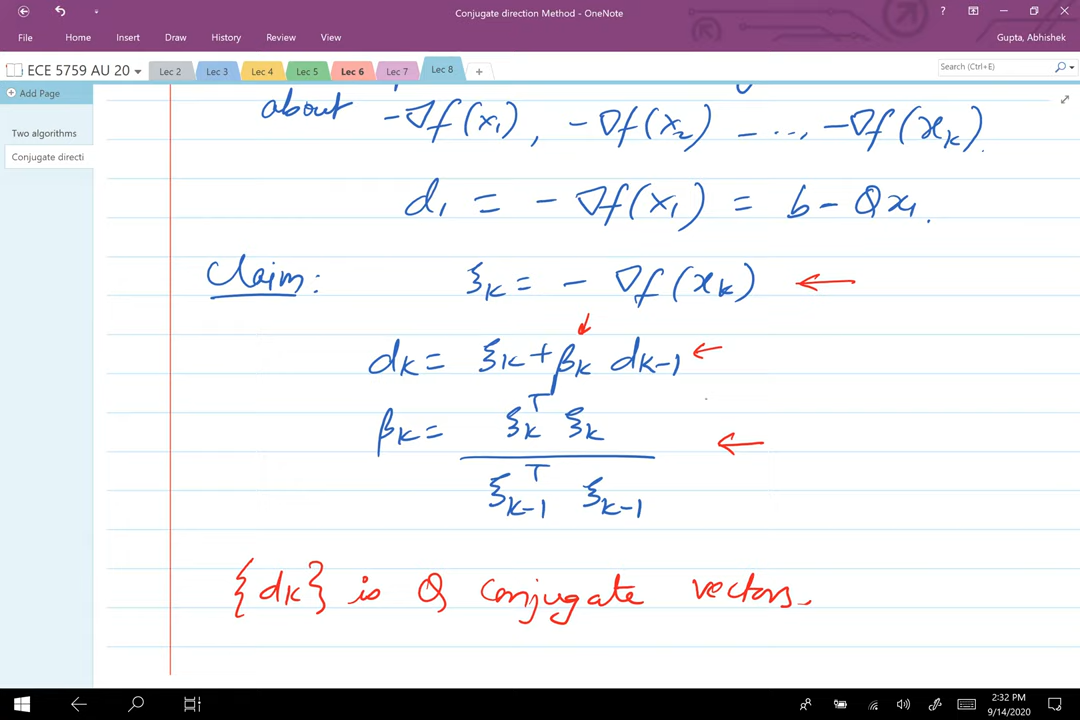 Conjugate direction Method - OneNote
Gupta, Abhishek
File Home Insert Draw History Review View
ECE 5759 AU 20
Lec 2 Lec 3 Lec 4 Lec 5 Lec 6 Lec 7 Lec 8
Search (Ctrl+E)
Add Page
Two algorithms
Conjugate directi
about -∇f(x₁), -∇f(x₂) - ..., -∇f(xₖ).
d₁ = - ∇f(x₁) = b - Qx₁.
Claim: ξₖ = - ∇f(xₖ) ←
dₖ = ξₖ + βₖ dₖ₋₁ ←
βₖ = ξₖᵀ ξₖ ←
ξₖ₋₁ᵀ ξₖ₋₁
{dₖ} is Q conjugate vectors.
2:32 PM
9/14/2020